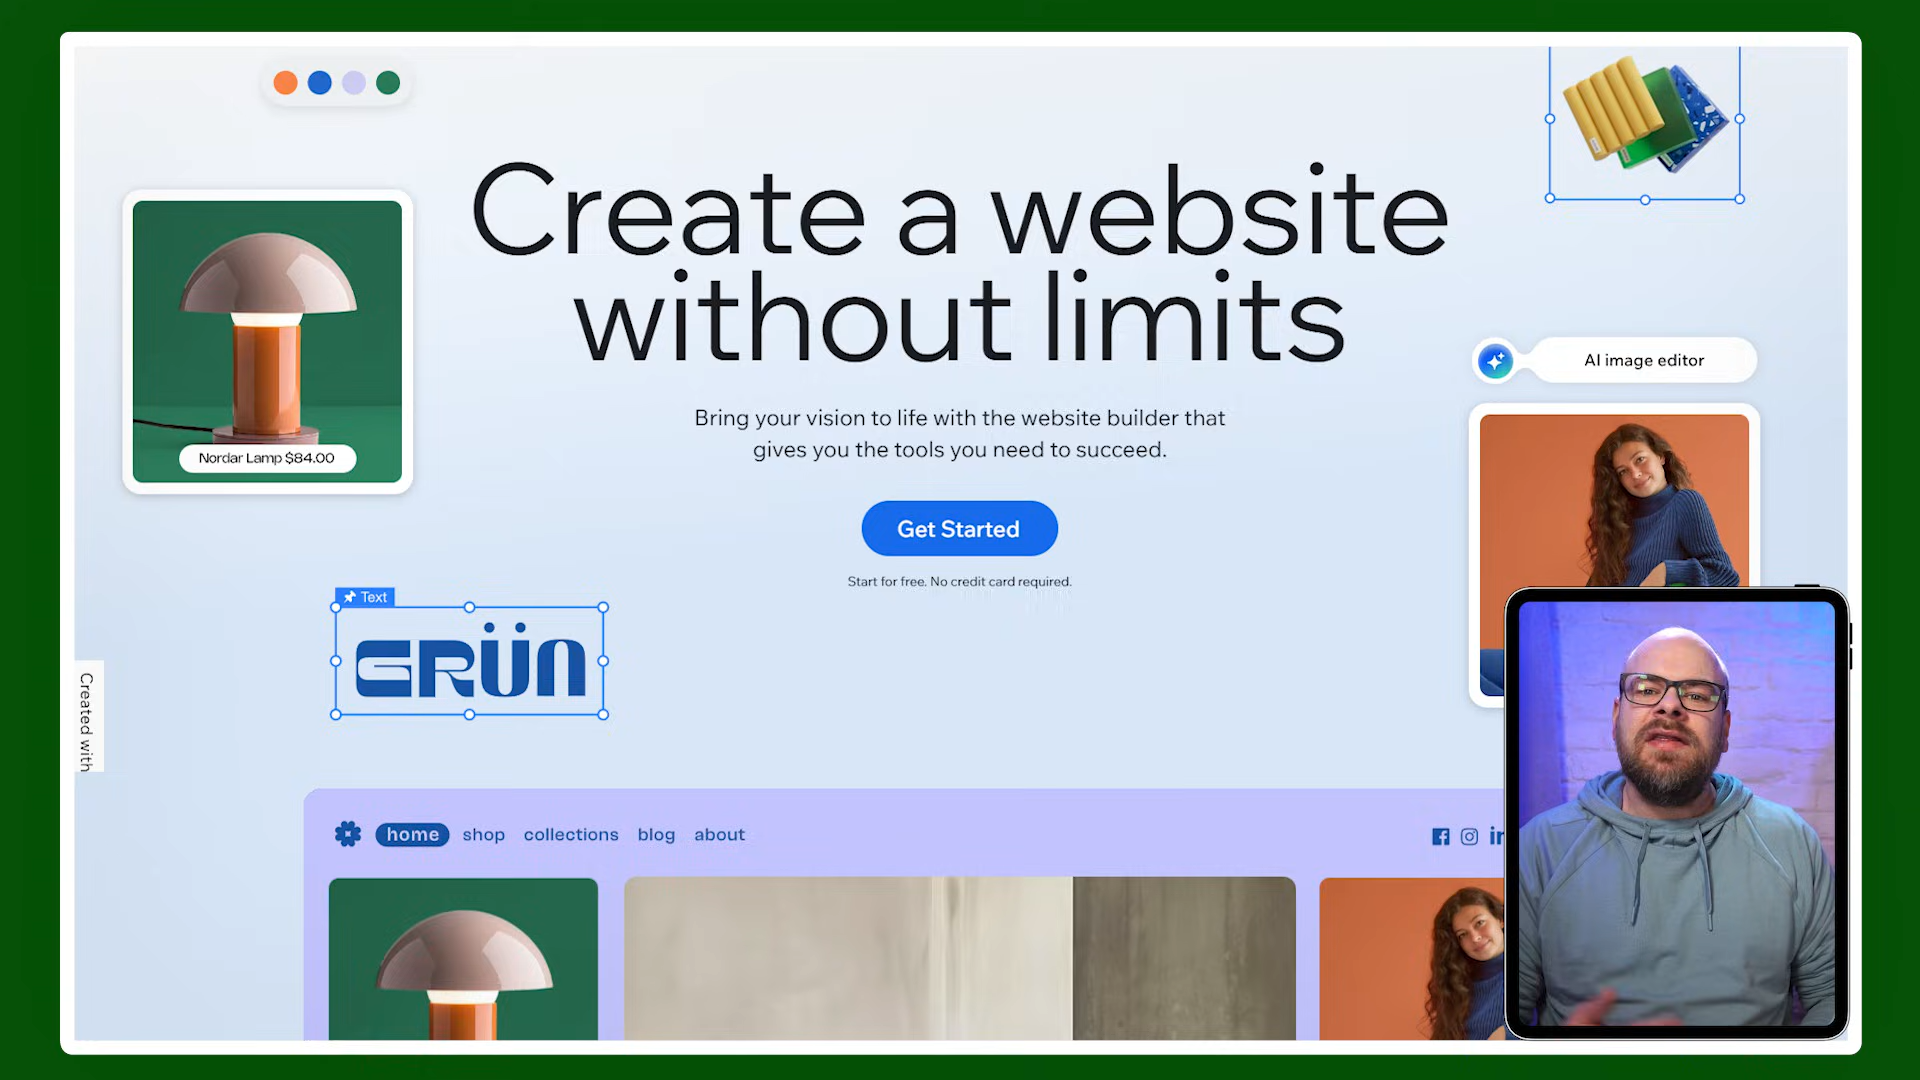 Create a website
without limits
Bring your vision to life with the website builder that
gives you the tools you need to succeed.
Get Started
Start for free. No credit card required.
Nordar Lamp $84.00
AI image editor
Text
GRÜN
Created with
home shop collections blog about
in